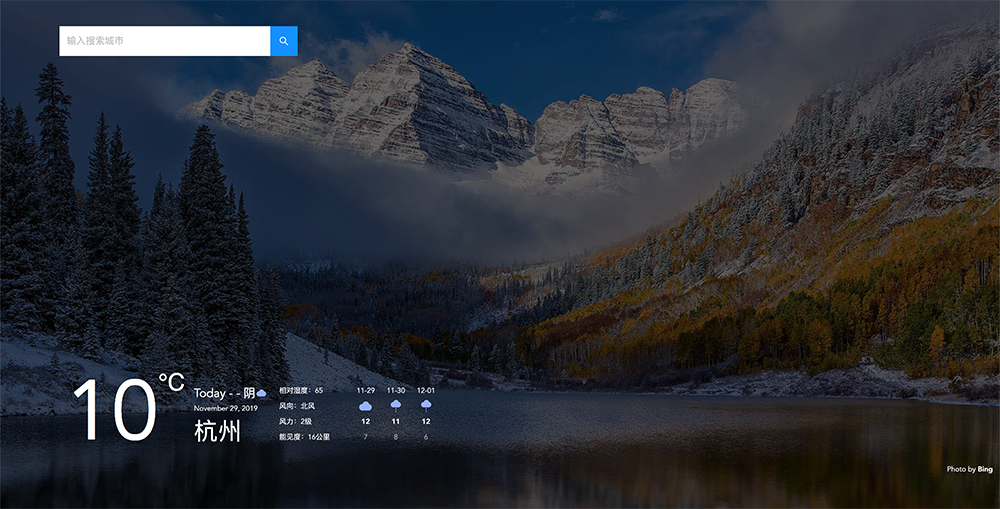 输入搜索城市
10 °C
Today - - 阴
November 29, 2019
杭州
相对湿度：65
风向：北风
风力：2级
能见度：16公里
11-29 11-30 12-01
12 11 12
7 8 6
Photo by Bing